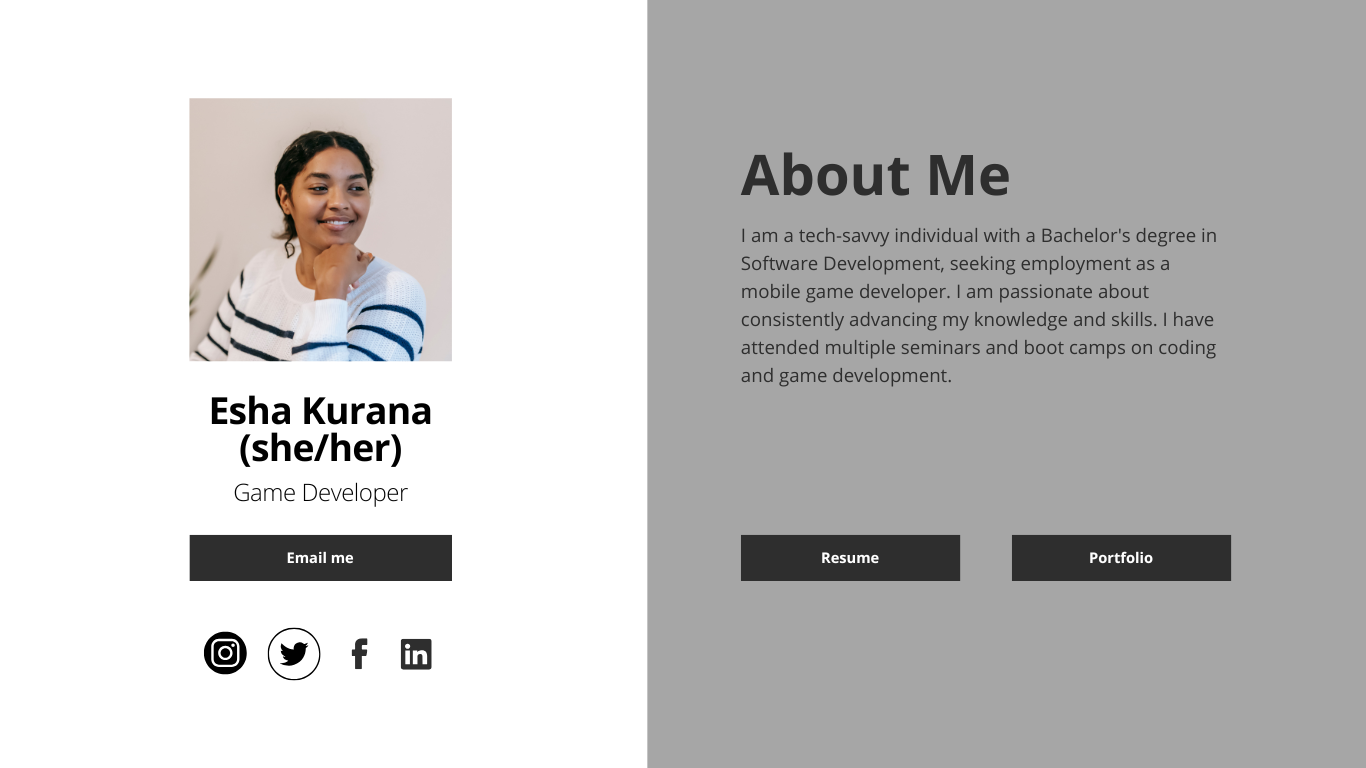 Esha Kurana
(she/her)
Game Developer
Email me
in
About Me
I am a tech-savvy individual with a Bachelor's degree in
Software Development, seeking employment as a
mobile game developer. I am passionate about
consistently advancing my knowledge and skills. I have
attended multiple seminars and boot camps on coding
and game development.
Resume
Portfolio